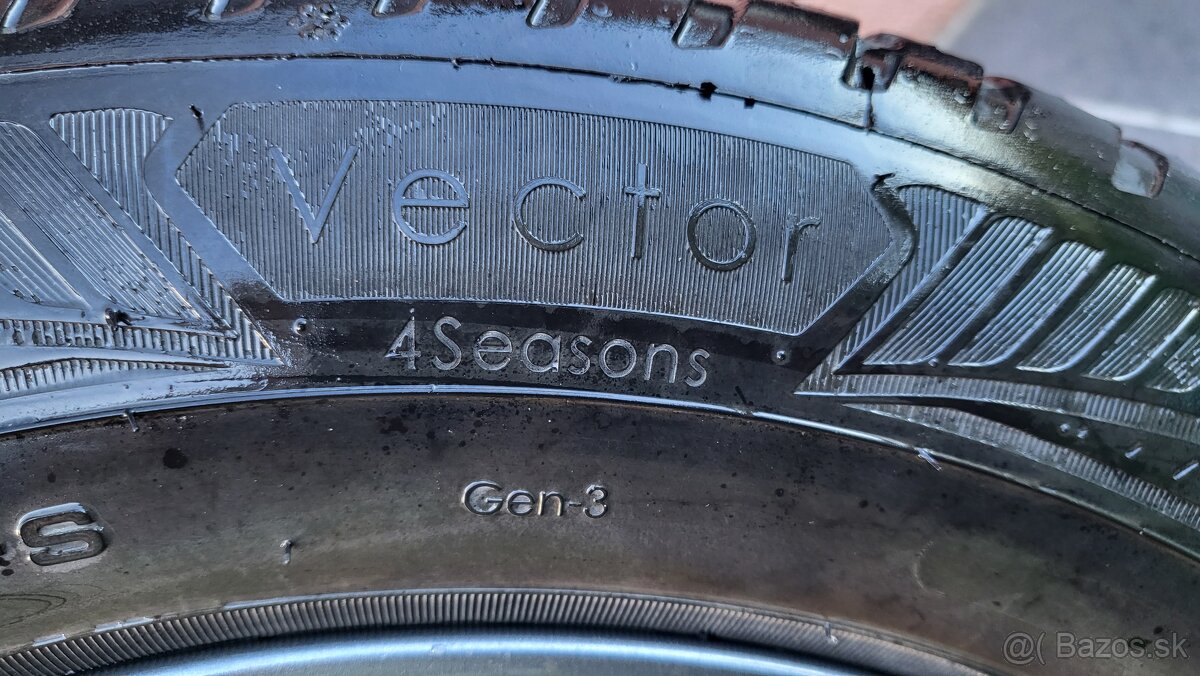 Vector
4Seasons
Gen-3
S
@( Bazos.sk